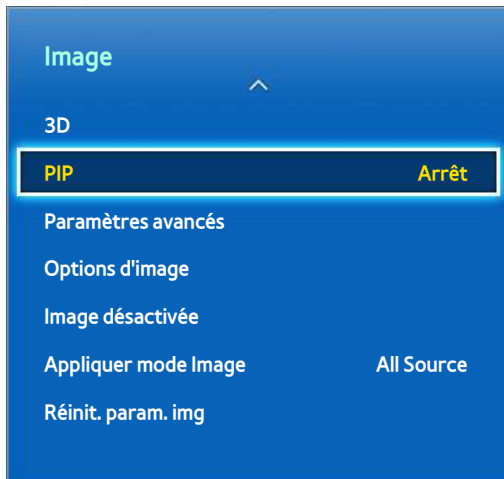 Image
3D
PIP Arrêt
Paramètres avancés
Options d'image
Image désactivée
Appliquer mode Image All Source
Réinit. param. img